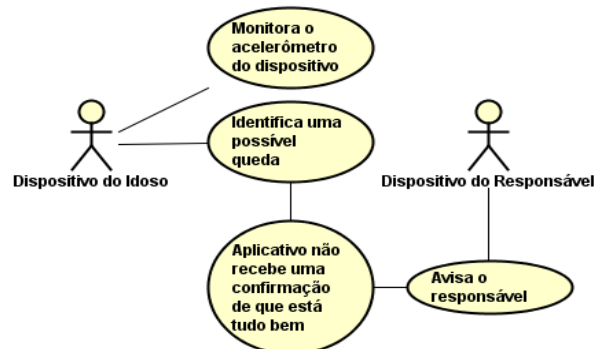 Monitora o
acelerômetro
do dispositivo
Identifica uma
possível
queda
Dispositivo do Idoso
Dispositivo do Responsável
Aplicativo não
recebe uma
confirmação
de que está
tudo bem
Avisa o
responsável